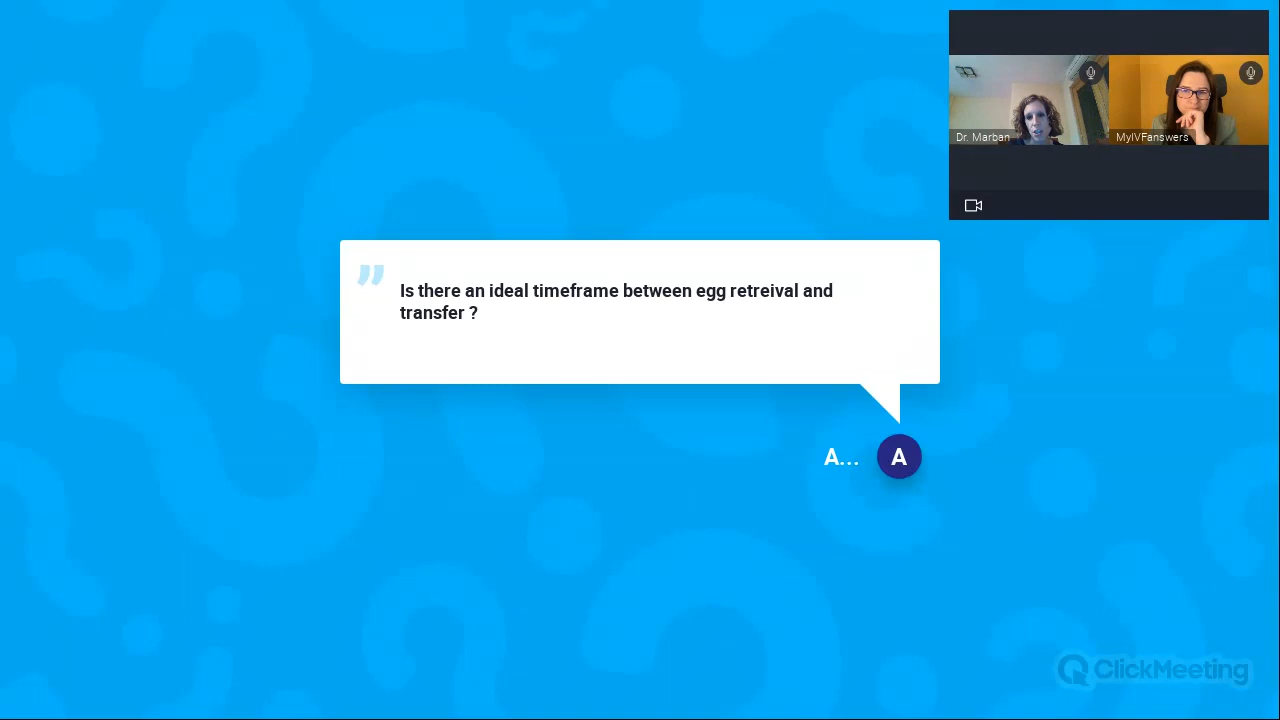 Dr. Marban
MyIVFanswers
Is there an ideal timeframe between egg retreival and
transfer ?
A...
A
ClickMeeting